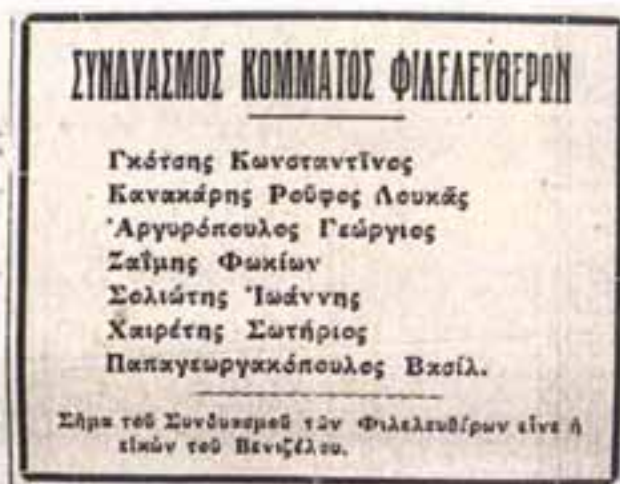 ΣΥΝΔΥΑΣΜΟΣ ΚΟΜΜΑΤΟΣ ΦΙΛΕΛΕΥΘΕΡΩΝ
Γκότσης Κωνσταντῖνος
Κανακάρης Ροῦφος Λουκᾶς
Ἀργυρόπουλος Γεώργιος
Ζαΐμης Φωκίων
Σολιώτης Ἰωάννης
Χαιρέτης Σωτήριος
Παπαγεωργακόπουλος Βασίλ.
Σῆμα τοῦ Συνδυασμοῦ τῶν Φιλελευθέρων εἶνε ἡ
εἰκὼν τοῦ Βενιζέλου.